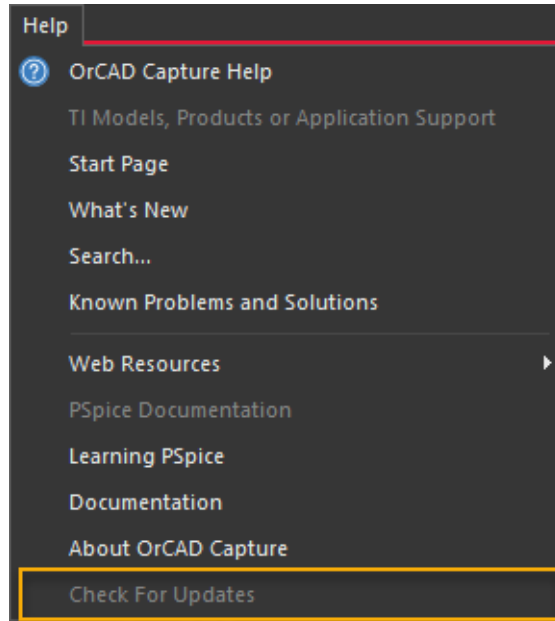 Help
OrCAD Capture Help
TI Models, Products or Application Support
Start Page
What's New
Search...
Known Problems and Solutions
Web Resources
PSpice Documentation
Learning PSpice
Documentation
About OrCAD Capture
Check For Updates